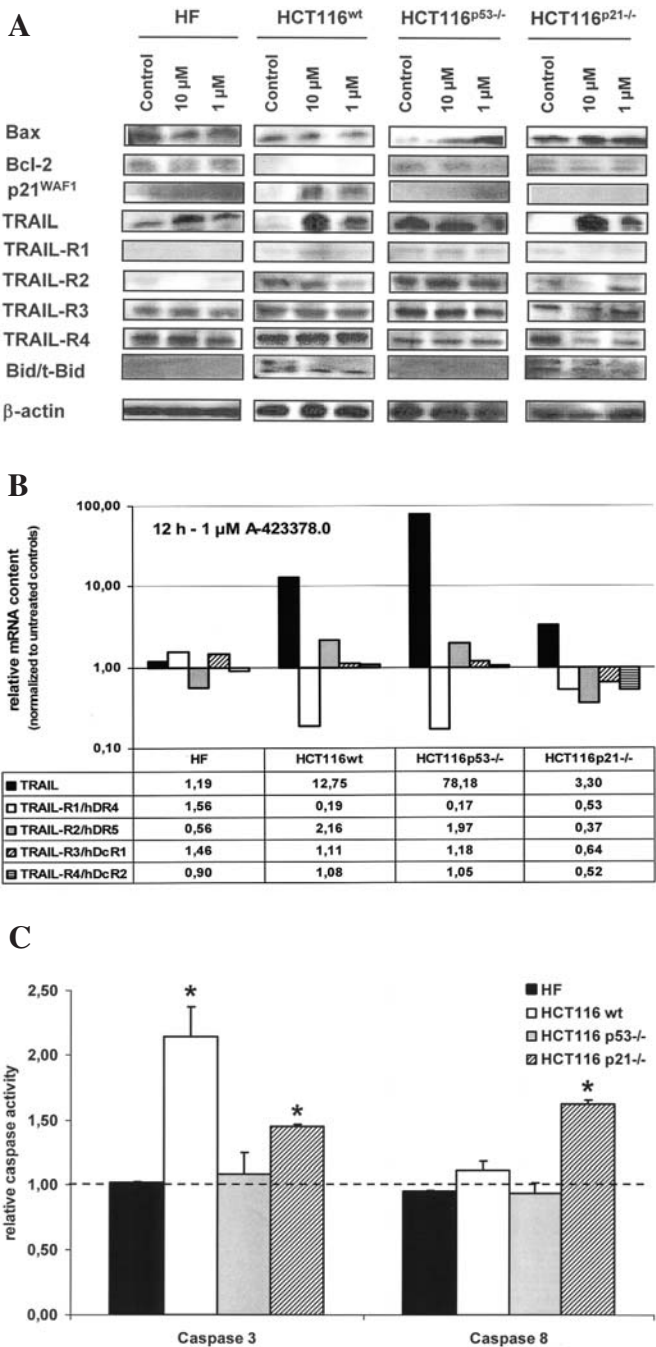 A
HF HCT116wt HCT116p53-/- HCT116p21-/-
Control 10 μM 1 μM Control 10 μM 1 μM Control 10 μM 1 μM Control 10 μM 1 μM
Bax
Bcl-2
p21WAF1
TRAIL
TRAIL-R1
TRAIL-R2
TRAIL-R3
TRAIL-R4
Bid/t-Bid
β-actin
B
12 h - 1 μM A-423378.0
relative mRNA content
(normalized to untreated controls)
100,00
10,00
1,00
0,10
HF HCT116wt HCT116p53-/- HCT116p21-/-
TRAIL 1,19 12,75 78,18 3,30
TRAIL-R1/hDR4 1,56 0,19 0,17 0,53
TRAIL-R2/hDR5 0,56 2,16 1,97 0,37
TRAIL-R3/hDcR1 1,46 1,11 1,18 0,64
TRAIL-R4/hDcR2 0,90 1,08 1,05 0,52
C
relative caspase activity
2,50
2,00
1,50
1,00
0,50
0,00
* * *
HF
HCT116 wt
HCT116 p53-/-
HCT116 p21-/-
Caspase 3 Caspase 8